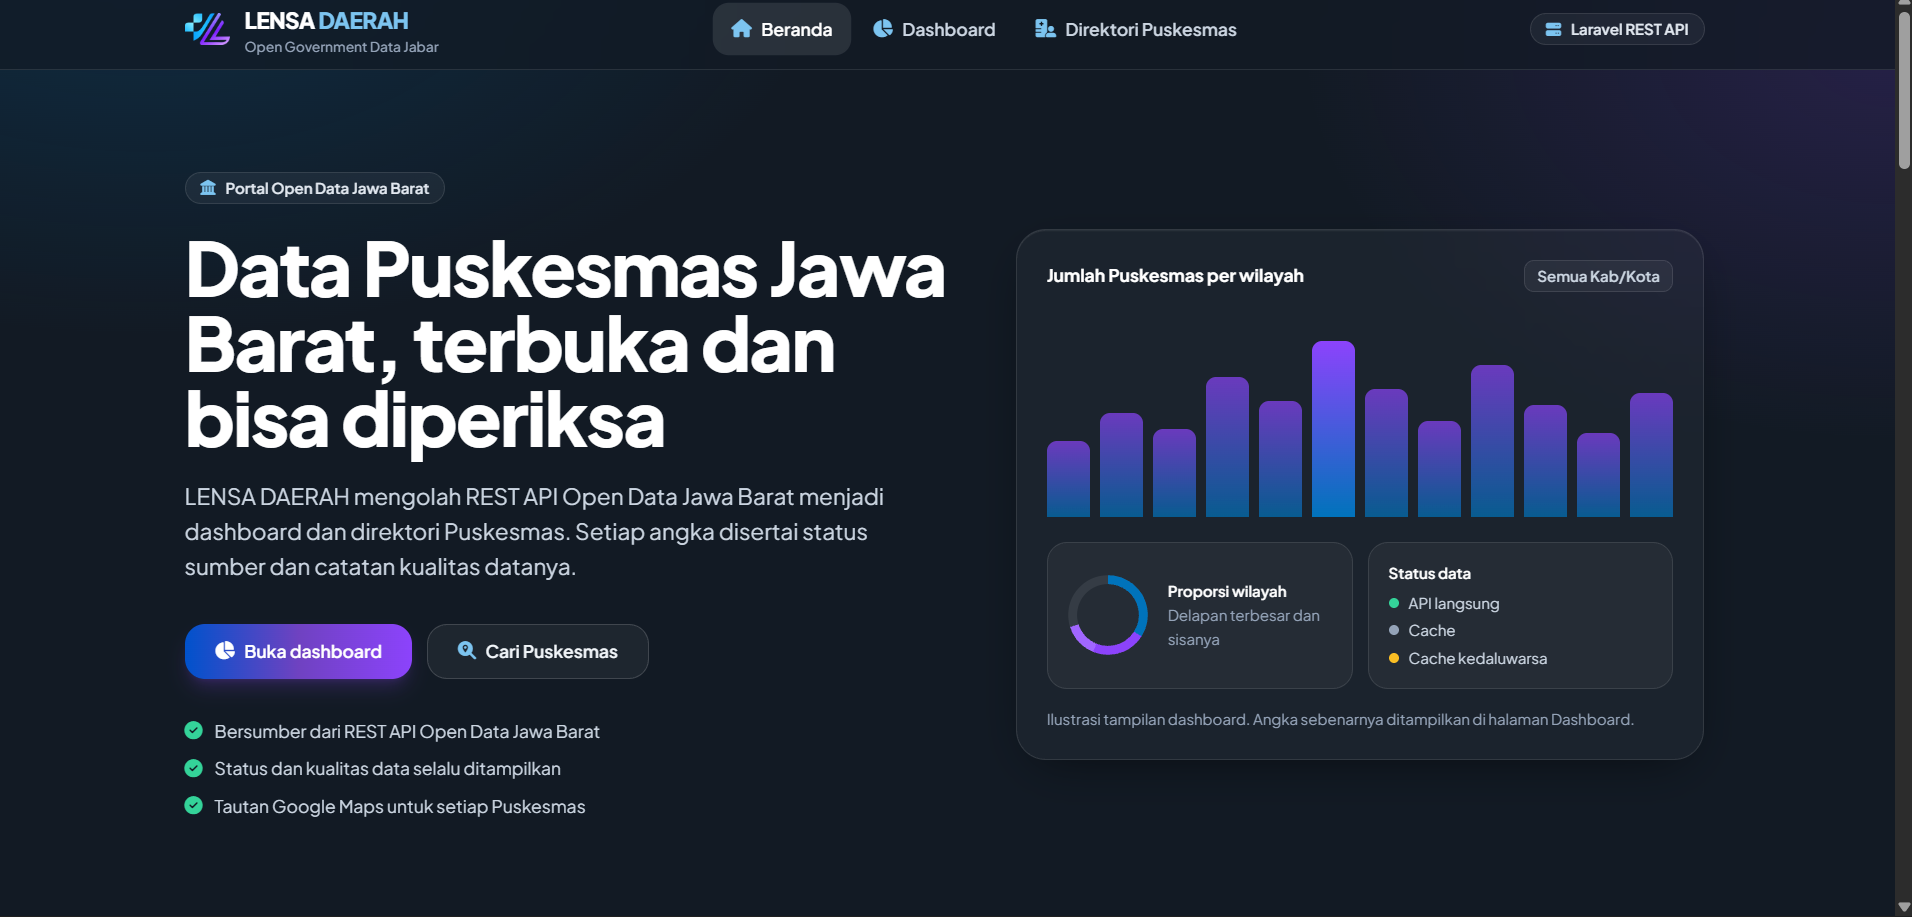 LENSA DAERAH
Open Government Data Jabar
Beranda
Dashboard
Direktori Puskesmas
Laravel REST API
Portal Open Data Jawa Barat
Data Puskesmas Jawa
Barat, terbuka dan
bisa diperiksa
LENSA DAERAH mengolah REST API Open Data Jawa Barat menjadi
dashboard dan direktori Puskesmas. Setiap angka disertai status
sumber dan catatan kualitas datanya.
Buka dashboard
Cari Puskesmas
Bersumber dari REST API Open Data Jawa Barat
Status dan kualitas data selalu ditampilkan
Tautan Google Maps untuk setiap Puskesmas
Jumlah Puskesmas per wilayah
Semua Kab/Kota
Proporsi wilayah
Delapan terbesar dan
sisanya
Status data
API langsung
Cache
Cache kedaluwarsa
Ilustrasi tampilan dashboard. Angka sebenarnya ditampilkan di halaman Dashboard.